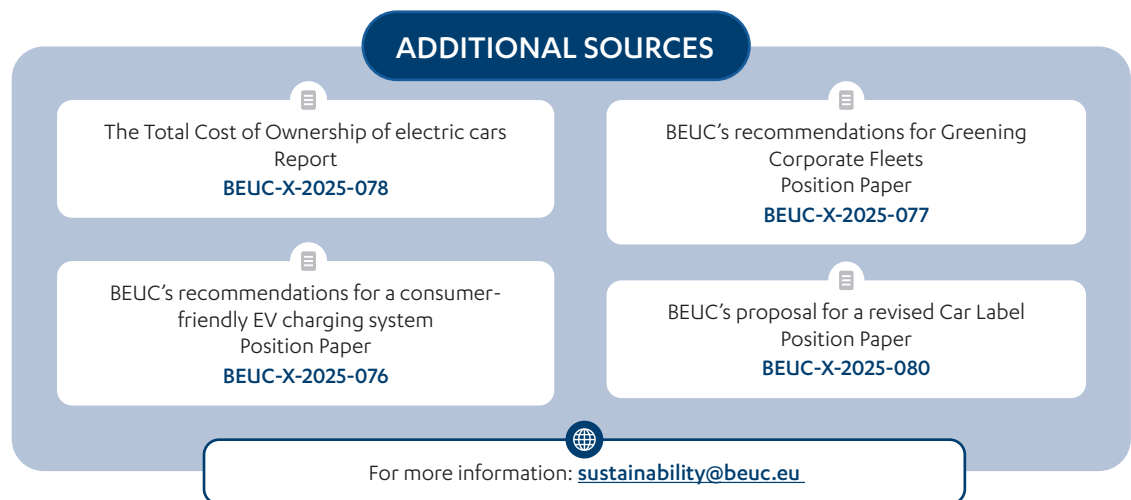 ADDITIONAL SOURCES
The Total Cost of Ownership of electric cars
Report
BEUC-X-2025-078
BEUC's recommendations for a consumer-
friendly EV charging system
Position Paper
BEUC-X-2025-076
BEUC's recommendations for Greening
Corporate Fleets
Position Paper
BEUC-X-2025-077
BEUC's proposal for a revised Car Label
Position Paper
BEUC-X-2025-080
For more information: sustainability@beuc.eu